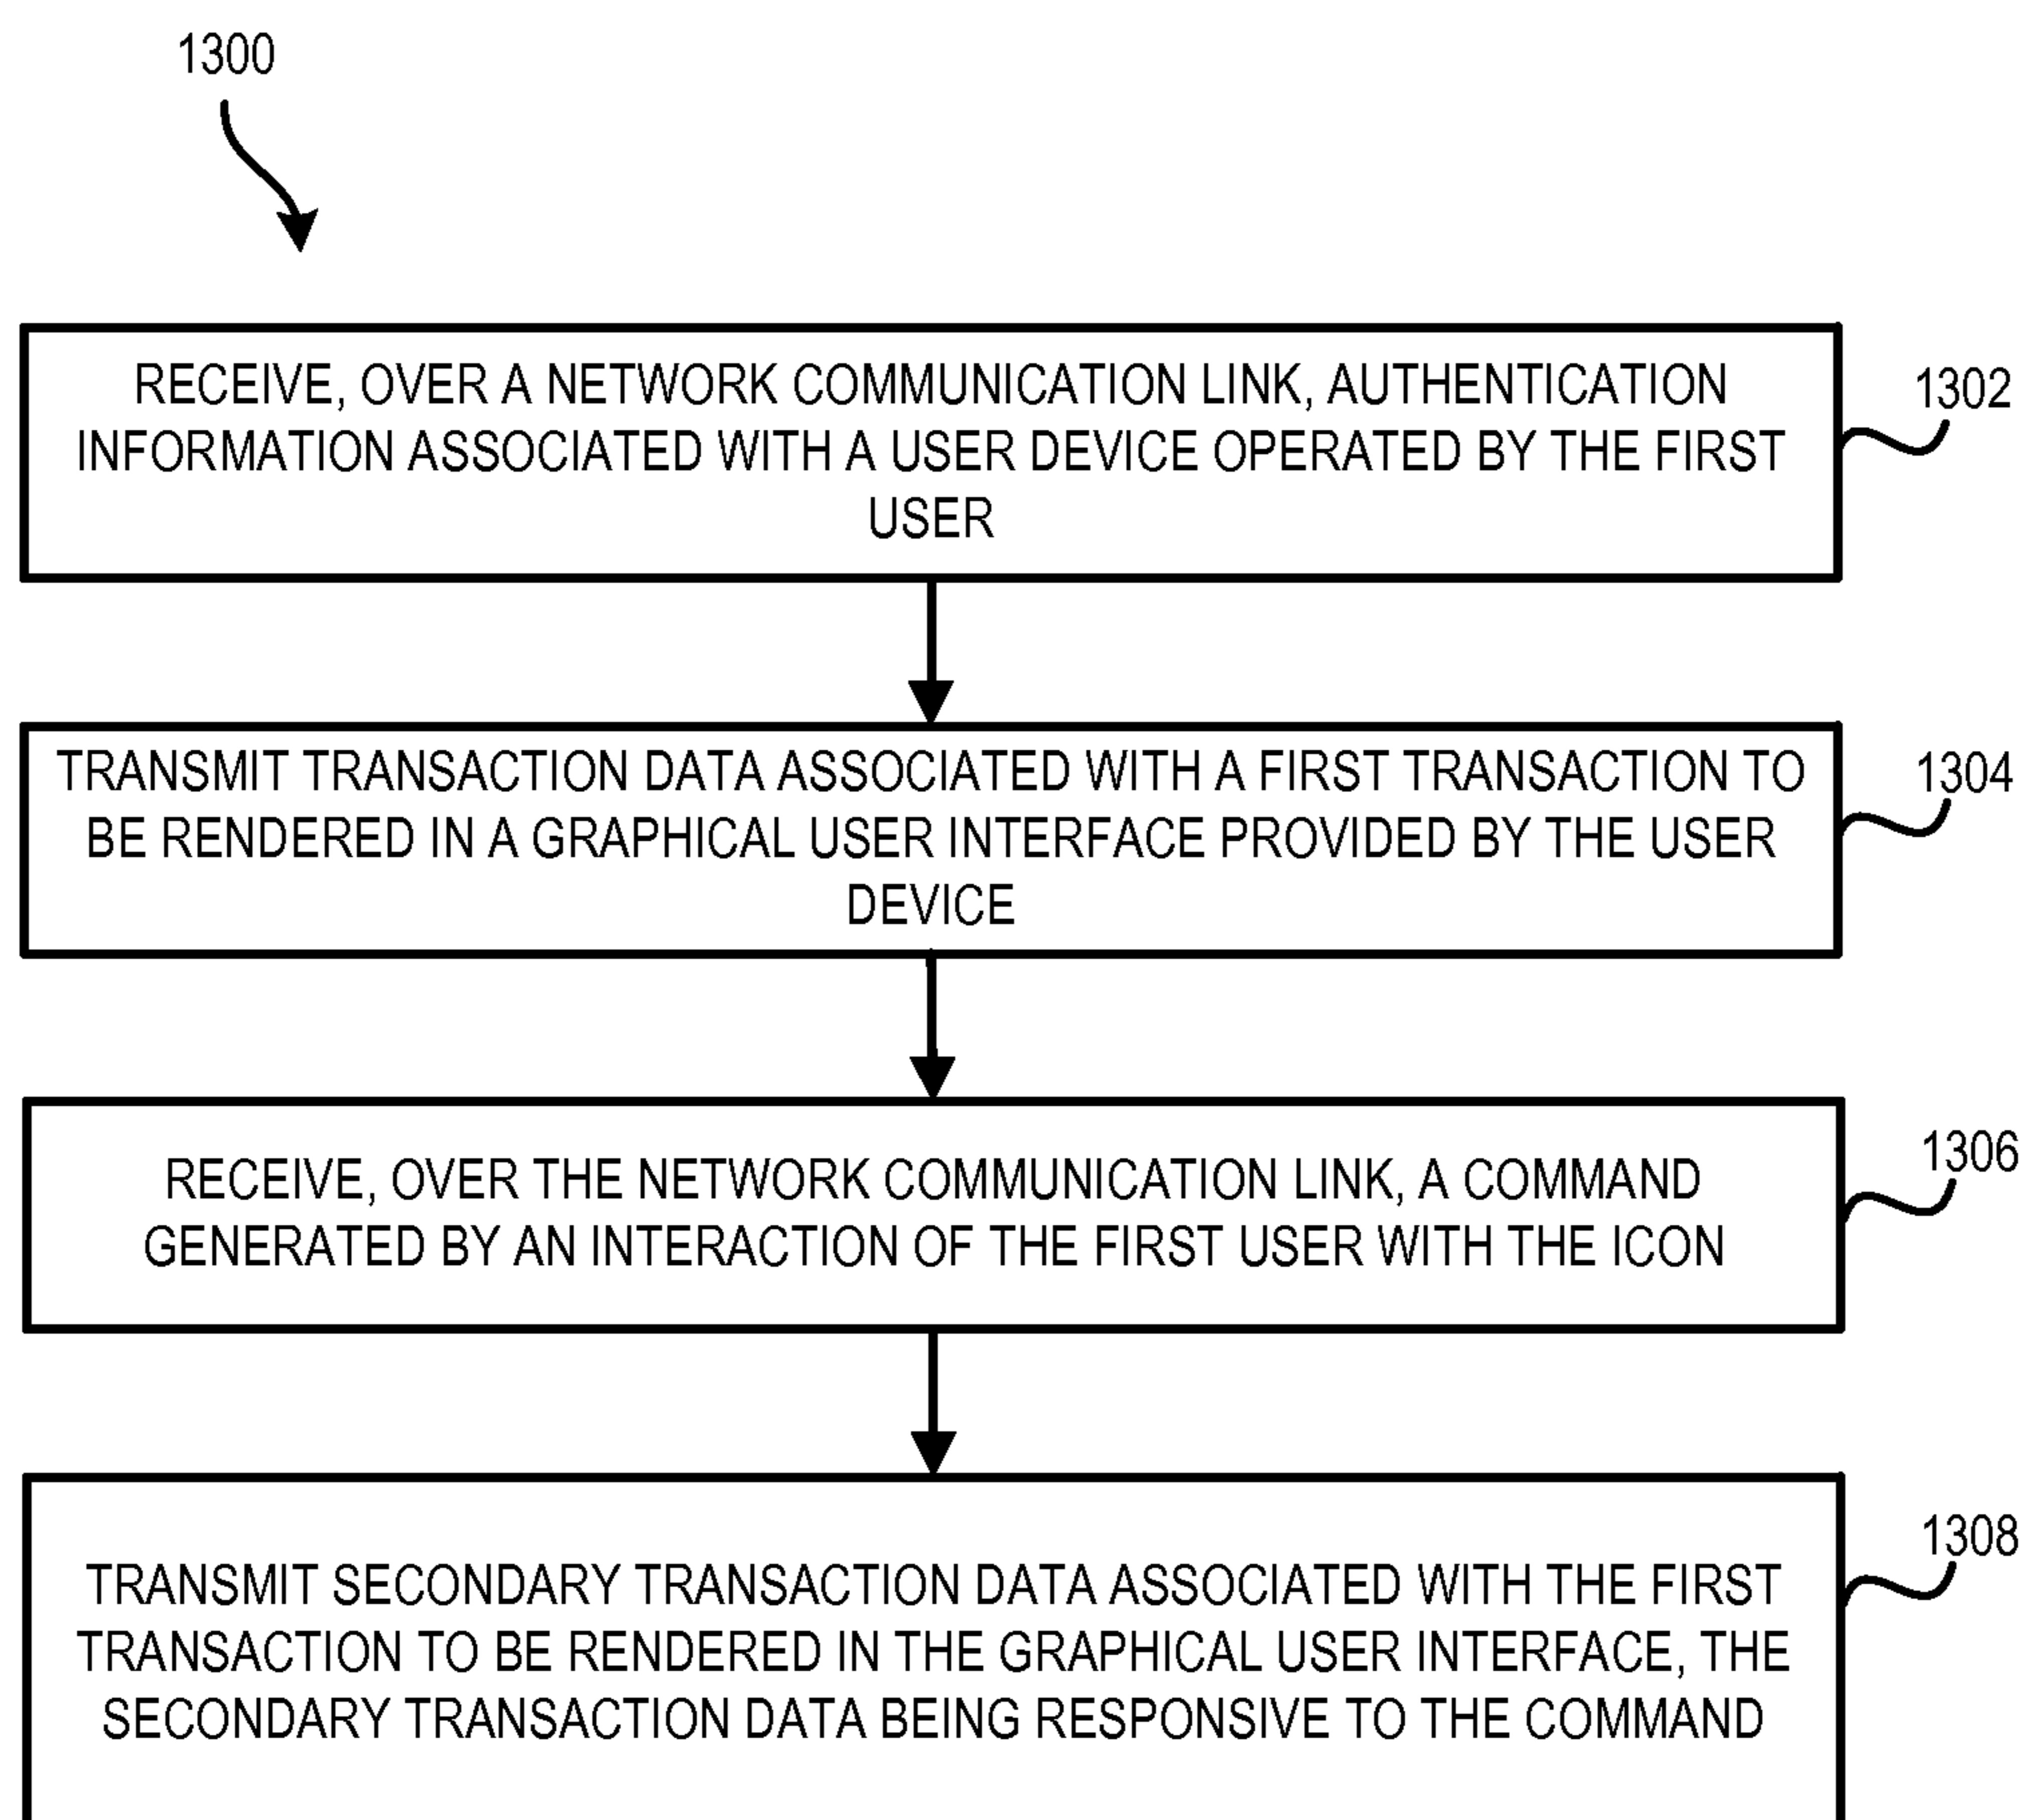 1300
RECEIVE, OVER A NETWORK COMMUNICATION LINK, AUTHENTICATION
INFORMATION ASSOCIATED WITH A USER DEVICE OPERATED BY THE FIRST
USER
1302
TRANSMIT TRANSACTION DATA ASSOCIATED WITH A FIRST TRANSACTION TO
BE RENDERED IN A GRAPHICAL USER INTERFACE PROVIDED BY THE USER
DEVICE
1304
RECEIVE, OVER THE NETWORK COMMUNICATION LINK, A COMMAND
GENERATED BY AN INTERACTION OF THE FIRST USER WITH THE ICON
1306
TRANSMIT SECONDARY TRANSACTION DATA ASSOCIATED WITH THE FIRST
TRANSACTION TO BE RENDERED IN THE GRAPHICAL USER INTERFACE, THE
SECONDARY TRANSACTION DATA BEING RESPONSIVE TO THE COMMAND
1308